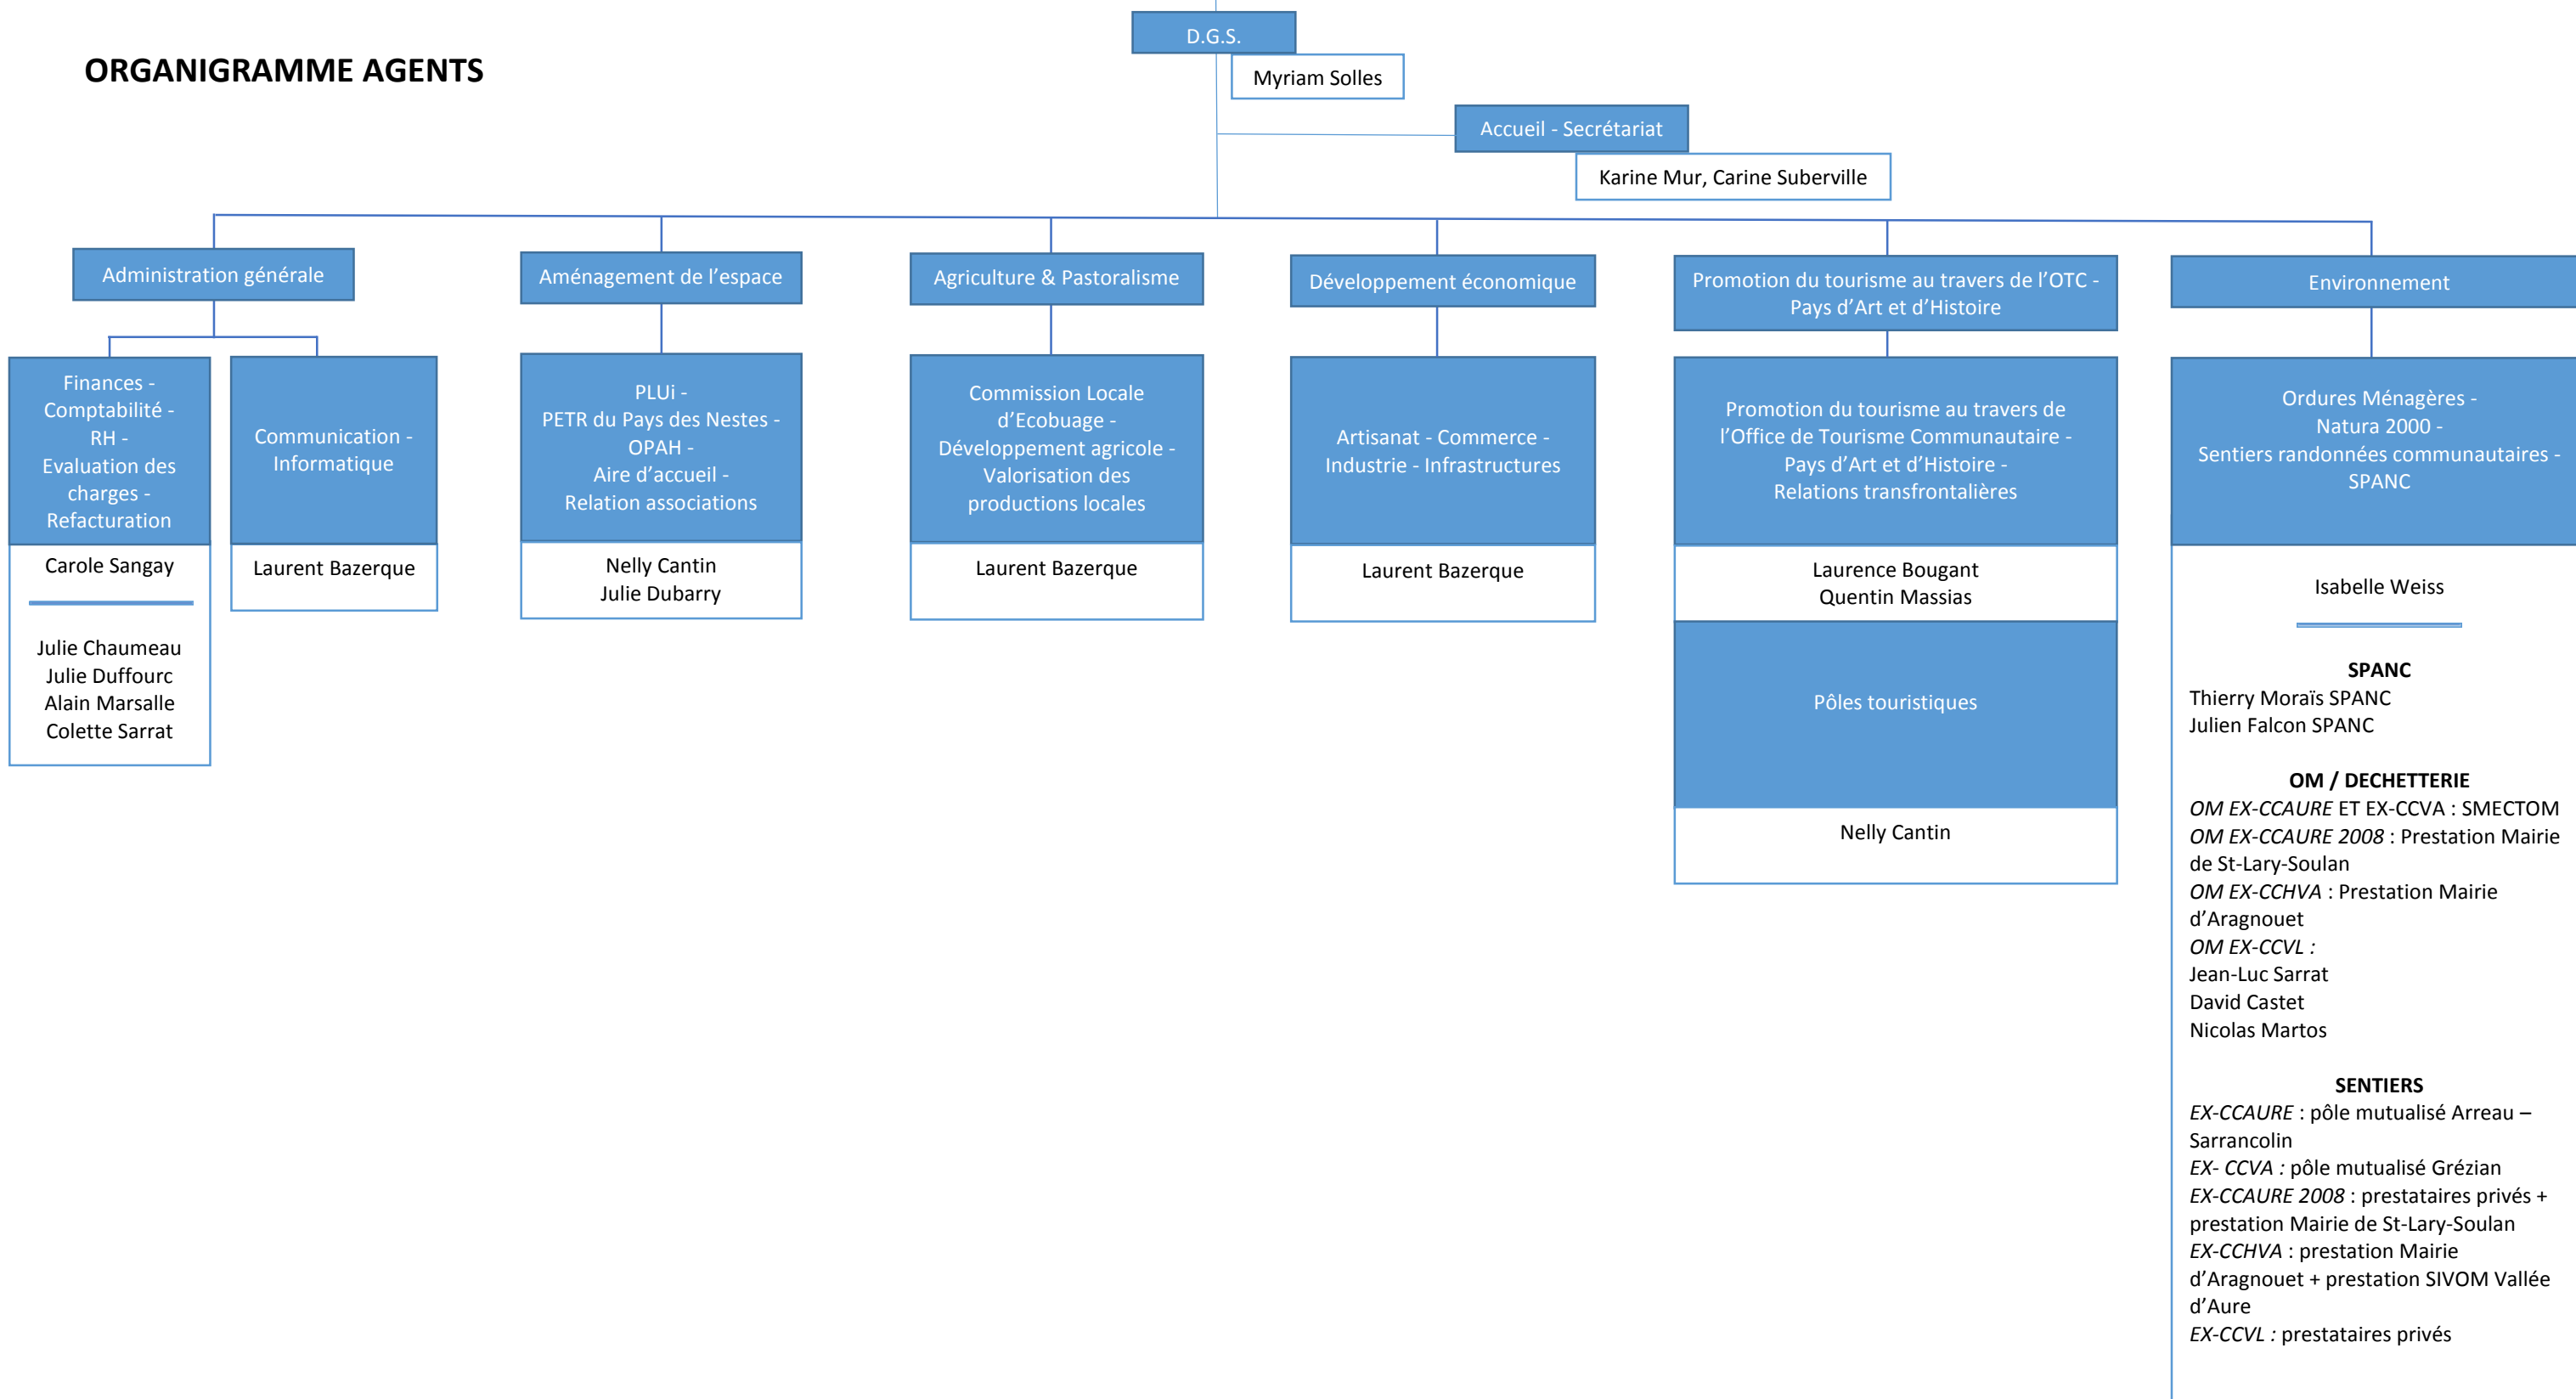 ORGANIGRAMME AGENTS
D.G.S.
Myriam Solles
Accueil - Secrétariat
Karine Mur, Carine Suberville
Administration générale
Finances -
Comptabilité -
RH -
Evaluation des
charges -
Refacturation
Carole Sangay
Julie Chaumeau
Julie Duffourc
Alain Marsalle
Colette Sarrat
Communication -
Informatique
Laurent Bazerque
Aménagement de l’espace
PLUi -
PETR du Pays des Nestes -
OPAH -
Aire d’accueil -
Relation associations
Nelly Cantin
Julie Dubarry
Agriculture & Pastoralisme
Commission Locale
d’Ecobuage -
Développement agricole -
Valorisation des
productions locales
Laurent Bazerque
Développement économique
Artisanat - Commerce -
Industrie - Infrastructures
Laurent Bazerque
Promotion du tourisme au travers de l’OTC -
Pays d’Art et d’Histoire
Promotion du tourisme au travers de
l’Office de Tourisme Communautaire -
Pays d’Art et d’Histoire -
Relations transfrontalières
Laurence Bougant
Quentin Massias
Pôles touristiques
Nelly Cantin
Environnement
Ordures Ménagères -
Natura 2000 -
Sentiers randonnées communautaires -
SPANC
Isabelle Weiss
SPANC
Thierry Moraïs SPANC
Julien Falcon SPANC
OM / DECHETTERIE
OM EX-CCAURE ET EX-CCVA : SMECTOM
OM EX-CCAURE 2008 : Prestation Mairie
de St-Lary-Soulan
OM EX-CCHVA : Prestation Mairie
d’Aragnouet
OM EX-CCVL :
Jean-Luc Sarrat
David Castet
Nicolas Martos
SENTIERS
EX-CCAURE : pôle mutualisé Arreau –
Sarrancolin
EX- CCVA : pôle mutualisé Grézian
EX-CCAURE 2008 : prestataires privés +
prestation Mairie de St-Lary-Soulan
EX-CCHVA : prestation Mairie
d’Aragnouet + prestation SIVOM Vallée
d’Aure
EX-CCVL : prestataires privés